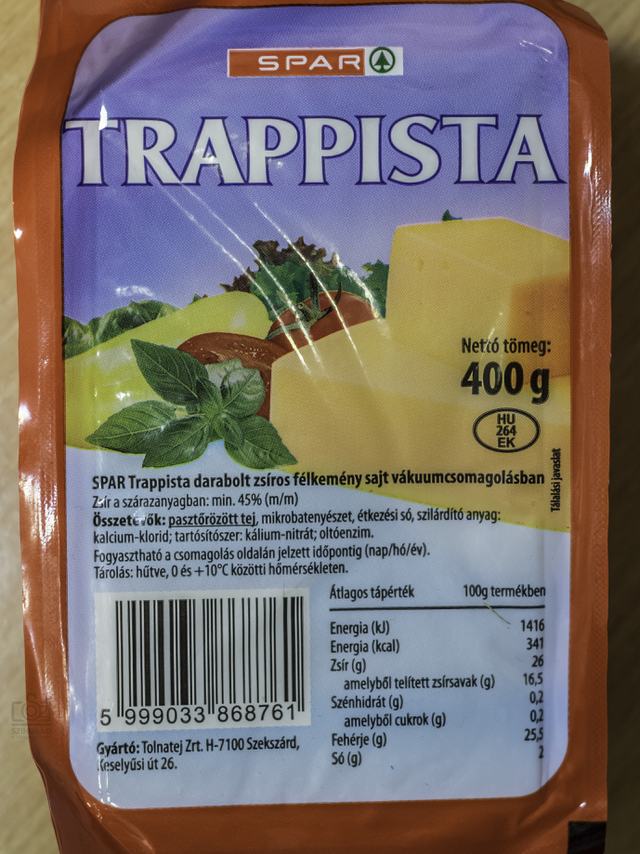 SPAR
TRAPPISTA
Nettó tömeg:
400 g
HU
264
EK
Tálalási javaslat
SPAR Trappista darabolt zsíros félkemény sajt vákuumcsomagolásban
Zsír a szárazanyagban: min. 45% (m/m)
Összetevők: pasztőrözött tej, mikrobatenyészet, étkezési só, szilárdító anyag:
kalcium-klorid; tartósítószer: kálium-nitrát; oltóenzim.
Fogyasztható a csomagolás oldalán jelzett időpontig (nap/hó/év).
Tárolás: hűtve, 0 és +10°C közötti hőmérsékleten.
Átlagos tápérték 100g termékben
Energia (kJ) 1416
Energia (kcal) 341
Zsír (g) 26
amelyből telített zsírsavak (g) 16,5
Szénhidrát (g) 0,2
amelyből cukrok (g) 0,2
Fehérje (g) 25,5
Só (g) 2
5 999033 868761
Gyártó: Tolnatej Zrt. H-7100 Szekszárd,
Keselyűsi út 26.